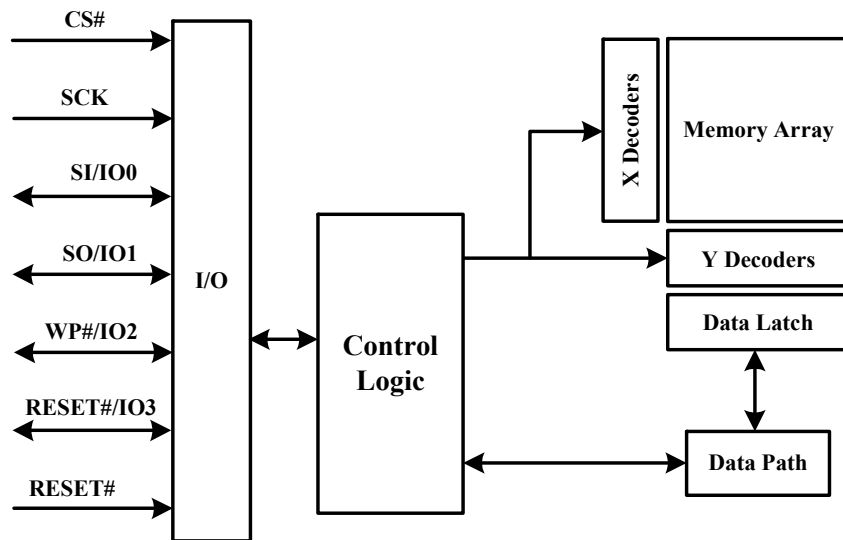 CS#
SCK
SI/IO0
SO/IO1
WP#/IO2
RESET#/IO3
RESET#
I/O
Control
Logic
X Decoders
Memory Array
Y Decoders
Data Latch
Data Path